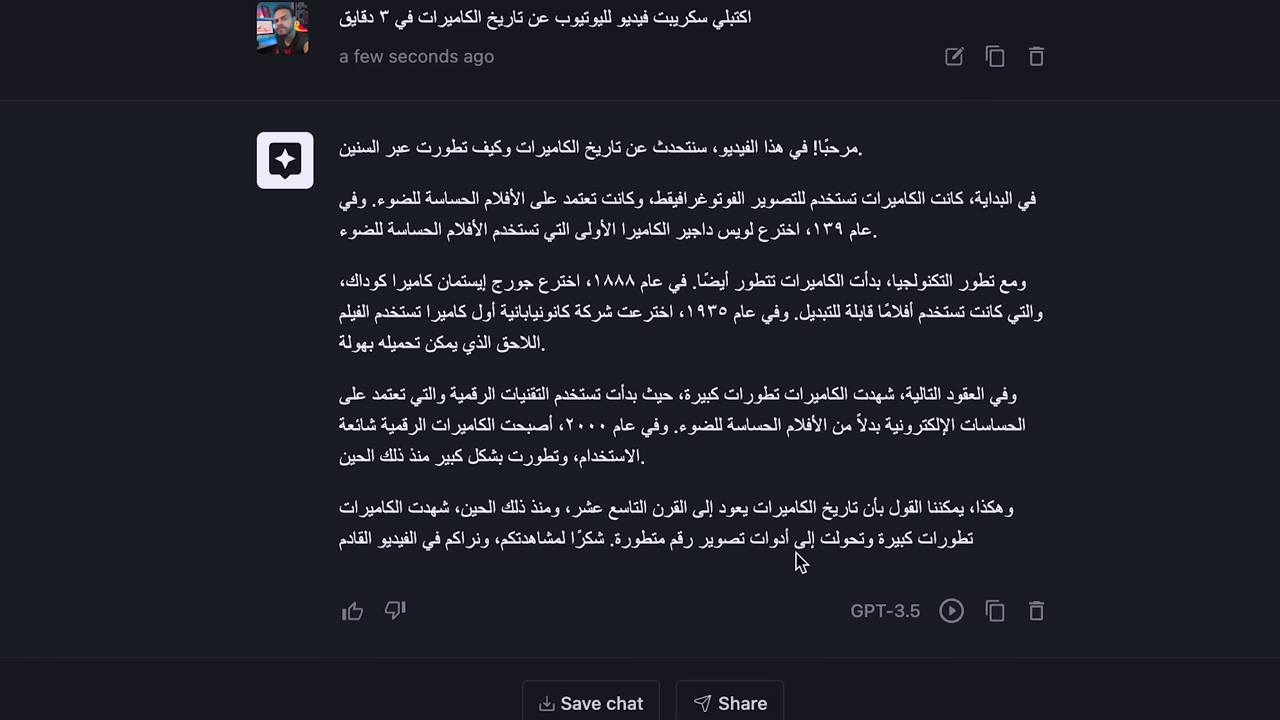 اكتبلي سكريبت فيديو لليوتيوب عن تاريخ الكاميرات في ٣ دقايق
a few seconds ago
مرحبًا! في هذا الفيديو، سنتحدث عن تاريخ الكاميرات وكيف تطورت عبر السنين.
في البداية، كانت الكاميرات تستخدم للتصوير الفوتوغرافيقط، وكانت تعتمد على الأفلام الحساسة للضوء. وفي
عام ١٣٩، اخترع لويس داجير الكاميرا الأولى التي تستخدم الأفلام الحساسة للضوء.
ومع تطور التكنولجيا، بدأت الكاميرات تتطور أيضًا. في عام ١٨٨٨، اخترع جورج إيستمان كاميرا كوداك،
والتي كانت تستخدم أفلامًا قابلة للتبديل. وفي عام ١٩٣٥، اخترعت شركة كانونيابانية أول كاميرا تستخدم الفيلم
اللاحق الذي يمكن تحميله بهولة.
وفي العقود التالية، شهدت الكاميرات تطورات كبيرة، حيث بدأت تستخدم التقنيات الرقمية والتي تعتمد على
الحساسات الإلكترونية بدلاً من الأفلام الحساسة للضوء. وفي عام ٢٠٠٠، أصبحت الكاميرات الرقمية شائعة
الاستخدام، وتطورت بشكل كبير منذ ذلك الحين.
وهكذا، يمكننا القول بأن تاريخ الكاميرات يعود إلى القرن التاسع عشر، ومنذ ذلك الحين، شهدت الكاميرات
تطورات كبيرة وتحولت إلى أدوات تصوير رقم متطورة. شكرًا لمشاهدتكم، ونراكم في الفيديو القادم
GPT-3.5
Save chat
Share